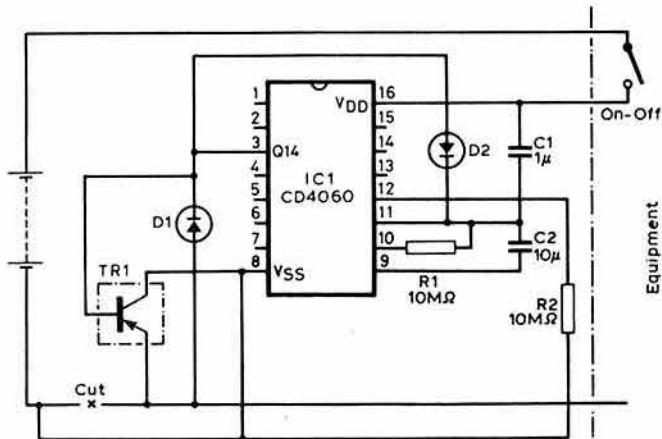 1
2
3
4
5
6
7
8
16
15
14
13
12
11
10
9
VDD
Q14
IC1
CD4060
VSS
D1
D2
TR1
C1
1μ
C2
10μ
R1
10MΩ
R2
10MΩ
On-Off
Equipment
Cut
x